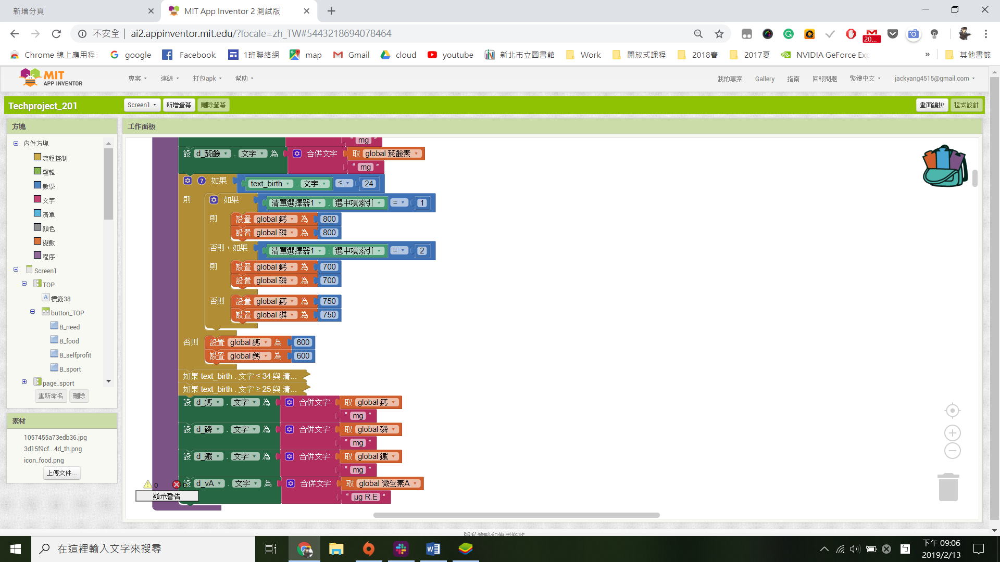 新增分頁
MIT App Inventor 2 測試版
不安全 | ai2.appinventor.mit.edu/?locale=zh_TW#5443218694078464
20...
Chrome 線上應用程式 google Facebook 1班聯絡網 map Gmail cloud youtube 新北市立圖書館 Work 開放式課程 2018春 2017夏 NVIDIA GeForce Exp » 其他書籤
MIT APP INVENTOR
專案 連線 打包apk 幫助 我的專案 Gallery 指南 回報問題 繁體中文 jackyang4515@gmail.com
Techproject_201 Screen1 新增螢幕 刪除螢幕 畫面編排 程式設計
方塊
內件方塊
流程控制
邏輯
數學
文字
清單
顏色
變數
程序
Screen1
TOP
A 標籤38
button_TOP
B_need
B_food
B_selfprofit
B_sport
page_sport
重新命名 刪除
素材
1057455a73edb36.jpg
3d15f9cf...4d_th.png
icon_food.png
上傳文件...
工作面板
“ mg ”
設 d_菸鹼 . 文字 為 合併文字 取 global 菸鹼素
“ mg ”
? 如果 text_birth . 文字 ≤ 24
則 如果 清單選擇器1 . 選中項索引 = 1
則 設置 global 鈣 為 800
設置 global 磷 為 800
否則，如果 清單選擇器1 . 選中項索引 = 2
則 設置 global 鈣 為 700
設置 global 磷 為 700
否則 設置 global 鈣 為 750
設置 global 磷 為 750
否則 設置 global 鈣 為 600
設置 global 鈣 為 600
如果 text_birth . 文字 ≤ 34 與 清...
如果 text_birth . 文字 ≥ 25 與 清...
設 d_鈣 . 文字 為 合併文字 取 global 鈣
“ mg ”
設 d_磷 . 文字 為 合併文字 取 global 磷
“ mg ”
設 d_鐵 . 文字 為 合併文字 取 global 鐵
“ mg ”
設 d_vA . 文字 為 合併文字 取 global 微生素A
“ μg R.E ”
0
顯示警告
隱私策略和使用條款
在這裡輸入文字來搜尋
下午 09:06
2019/2/13